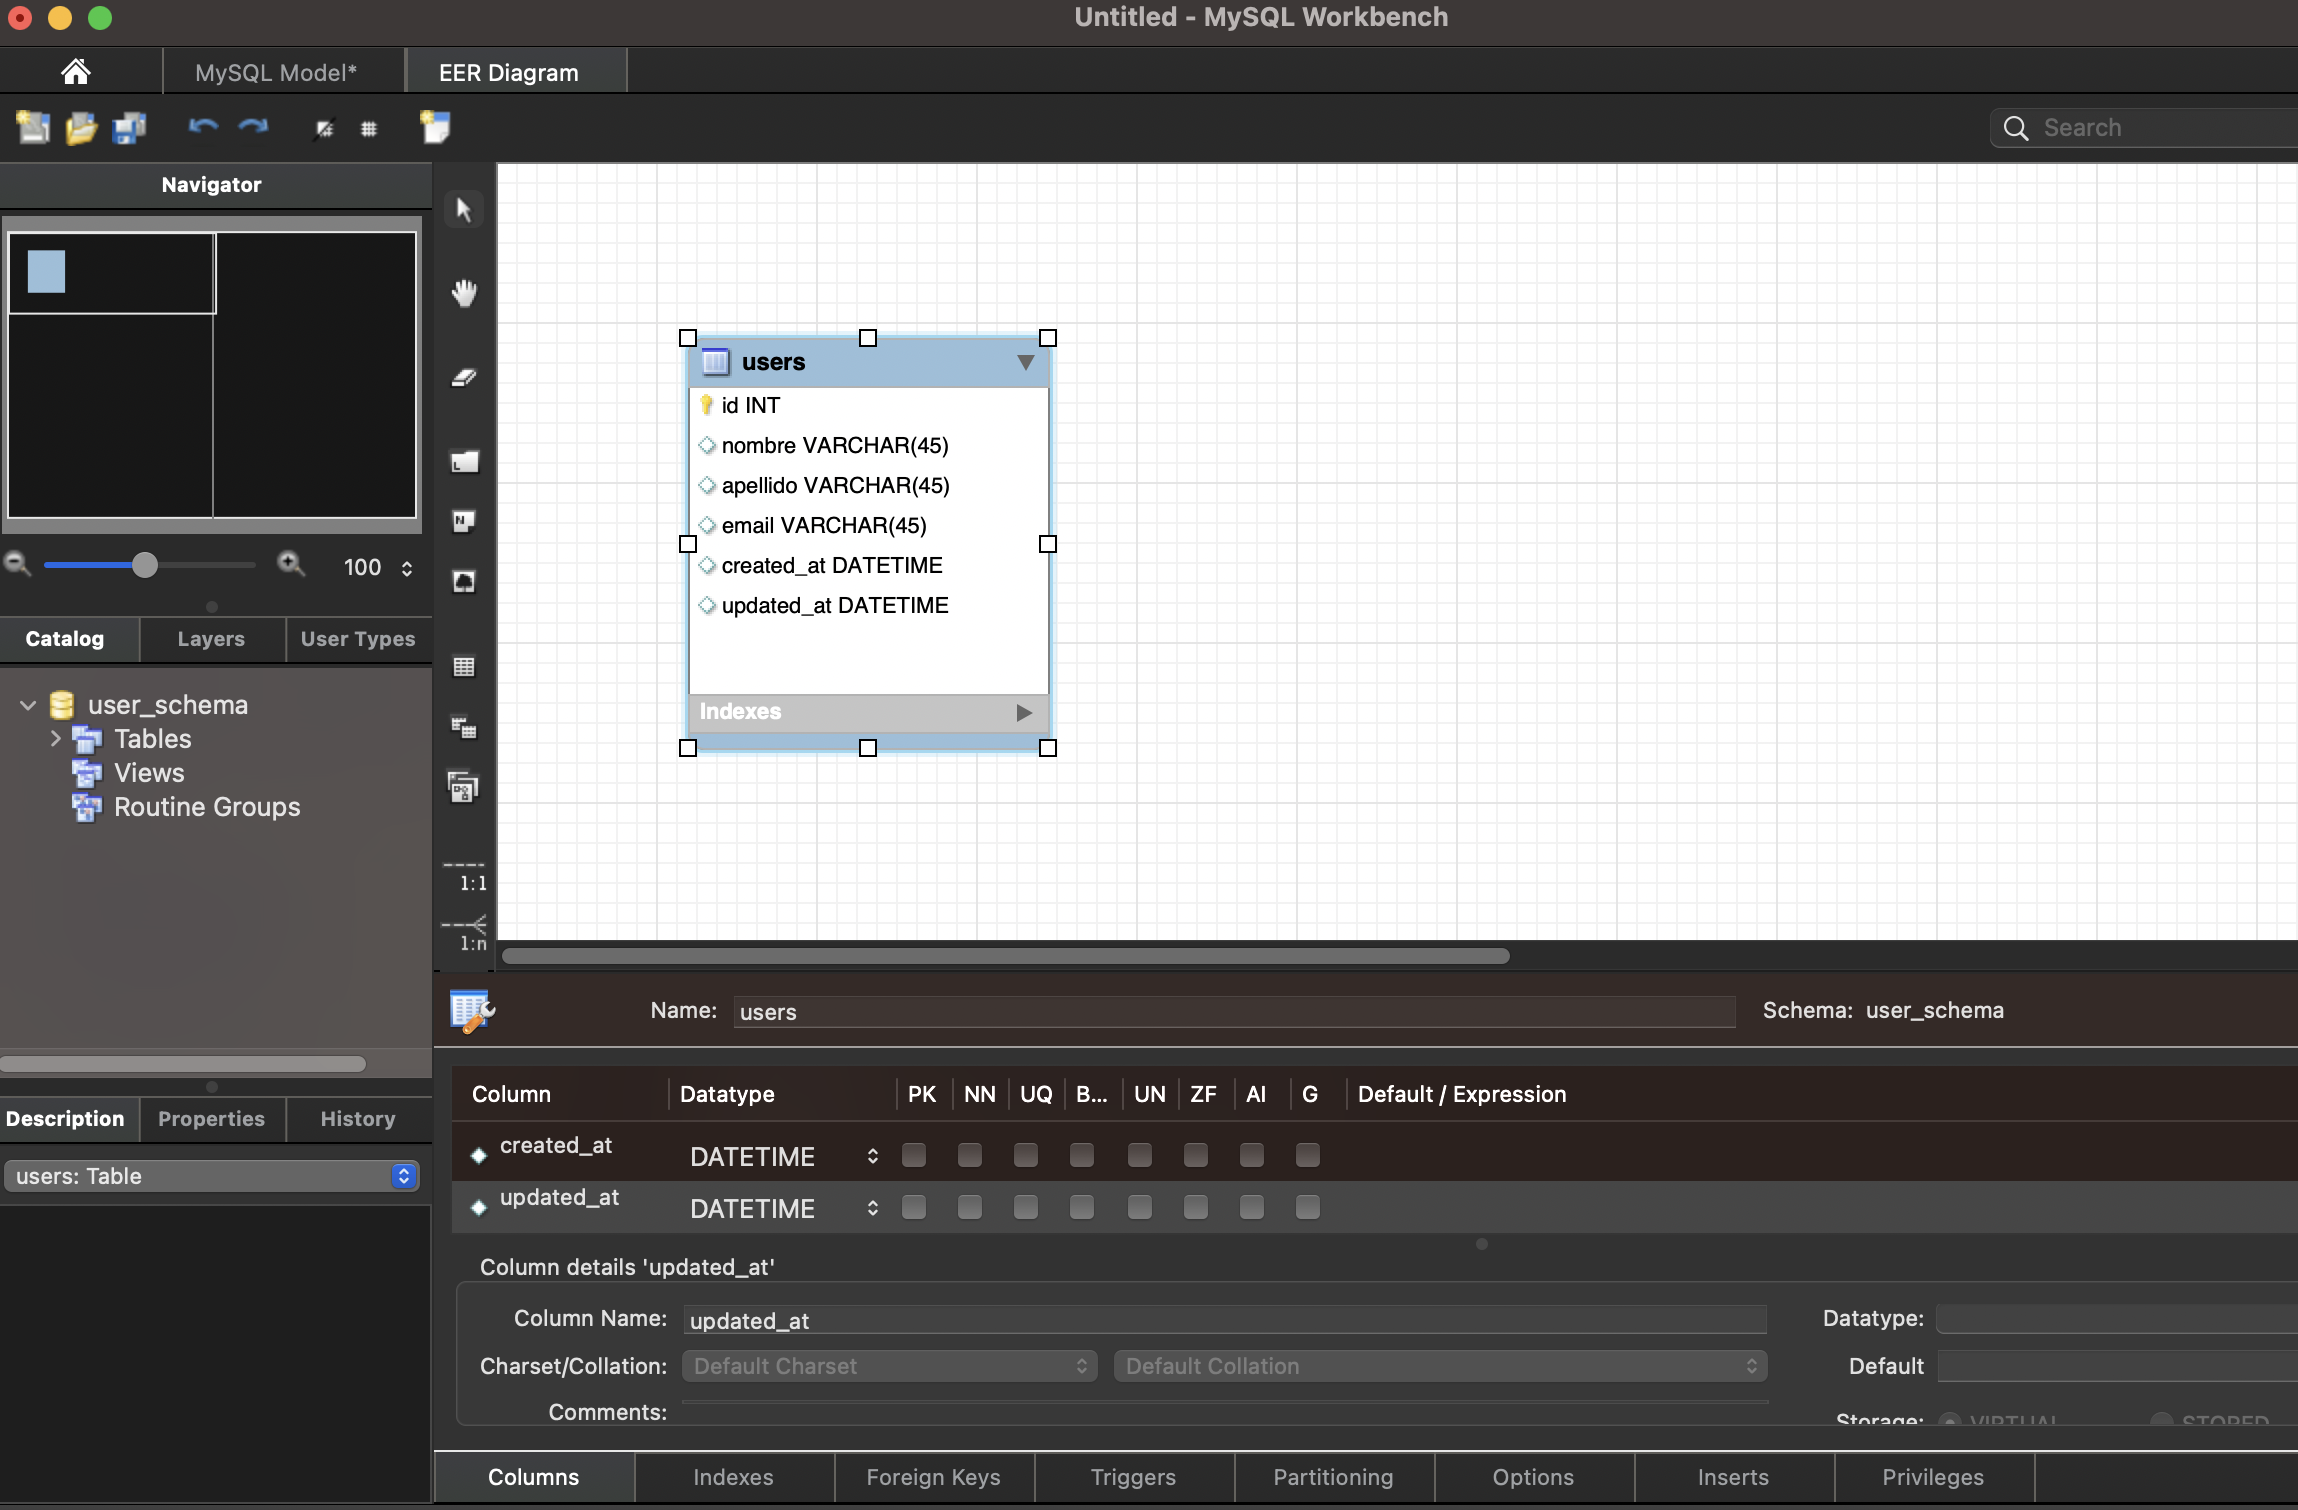 Untitled - MySQL Workbench
MySQL Model*
EER Diagram
Search
Navigator
100
Catalog
Layers
User Types
user_schema
Tables
Views
Routine Groups
Description
Properties
History
users: Table
L
N
1:1
1:n
users
id INT
nombre VARCHAR(45)
apellido VARCHAR(45)
email VARCHAR(45)
created_at DATETIME
updated_at DATETIME
Indexes
Name: users
Schema: user_schema
Column Datatype PK NN UQ B... UN ZF AI G Default / Expression
created_at DATETIME
updated_at DATETIME
Column details 'updated_at'
Column Name: updated_at
Datatype:
Charset/Collation: Default Charset Default Collation
Default
Comments:
Storage: VIRTUAL STORED
Columns
Indexes
Foreign Keys
Triggers
Partitioning
Options
Inserts
Privileges